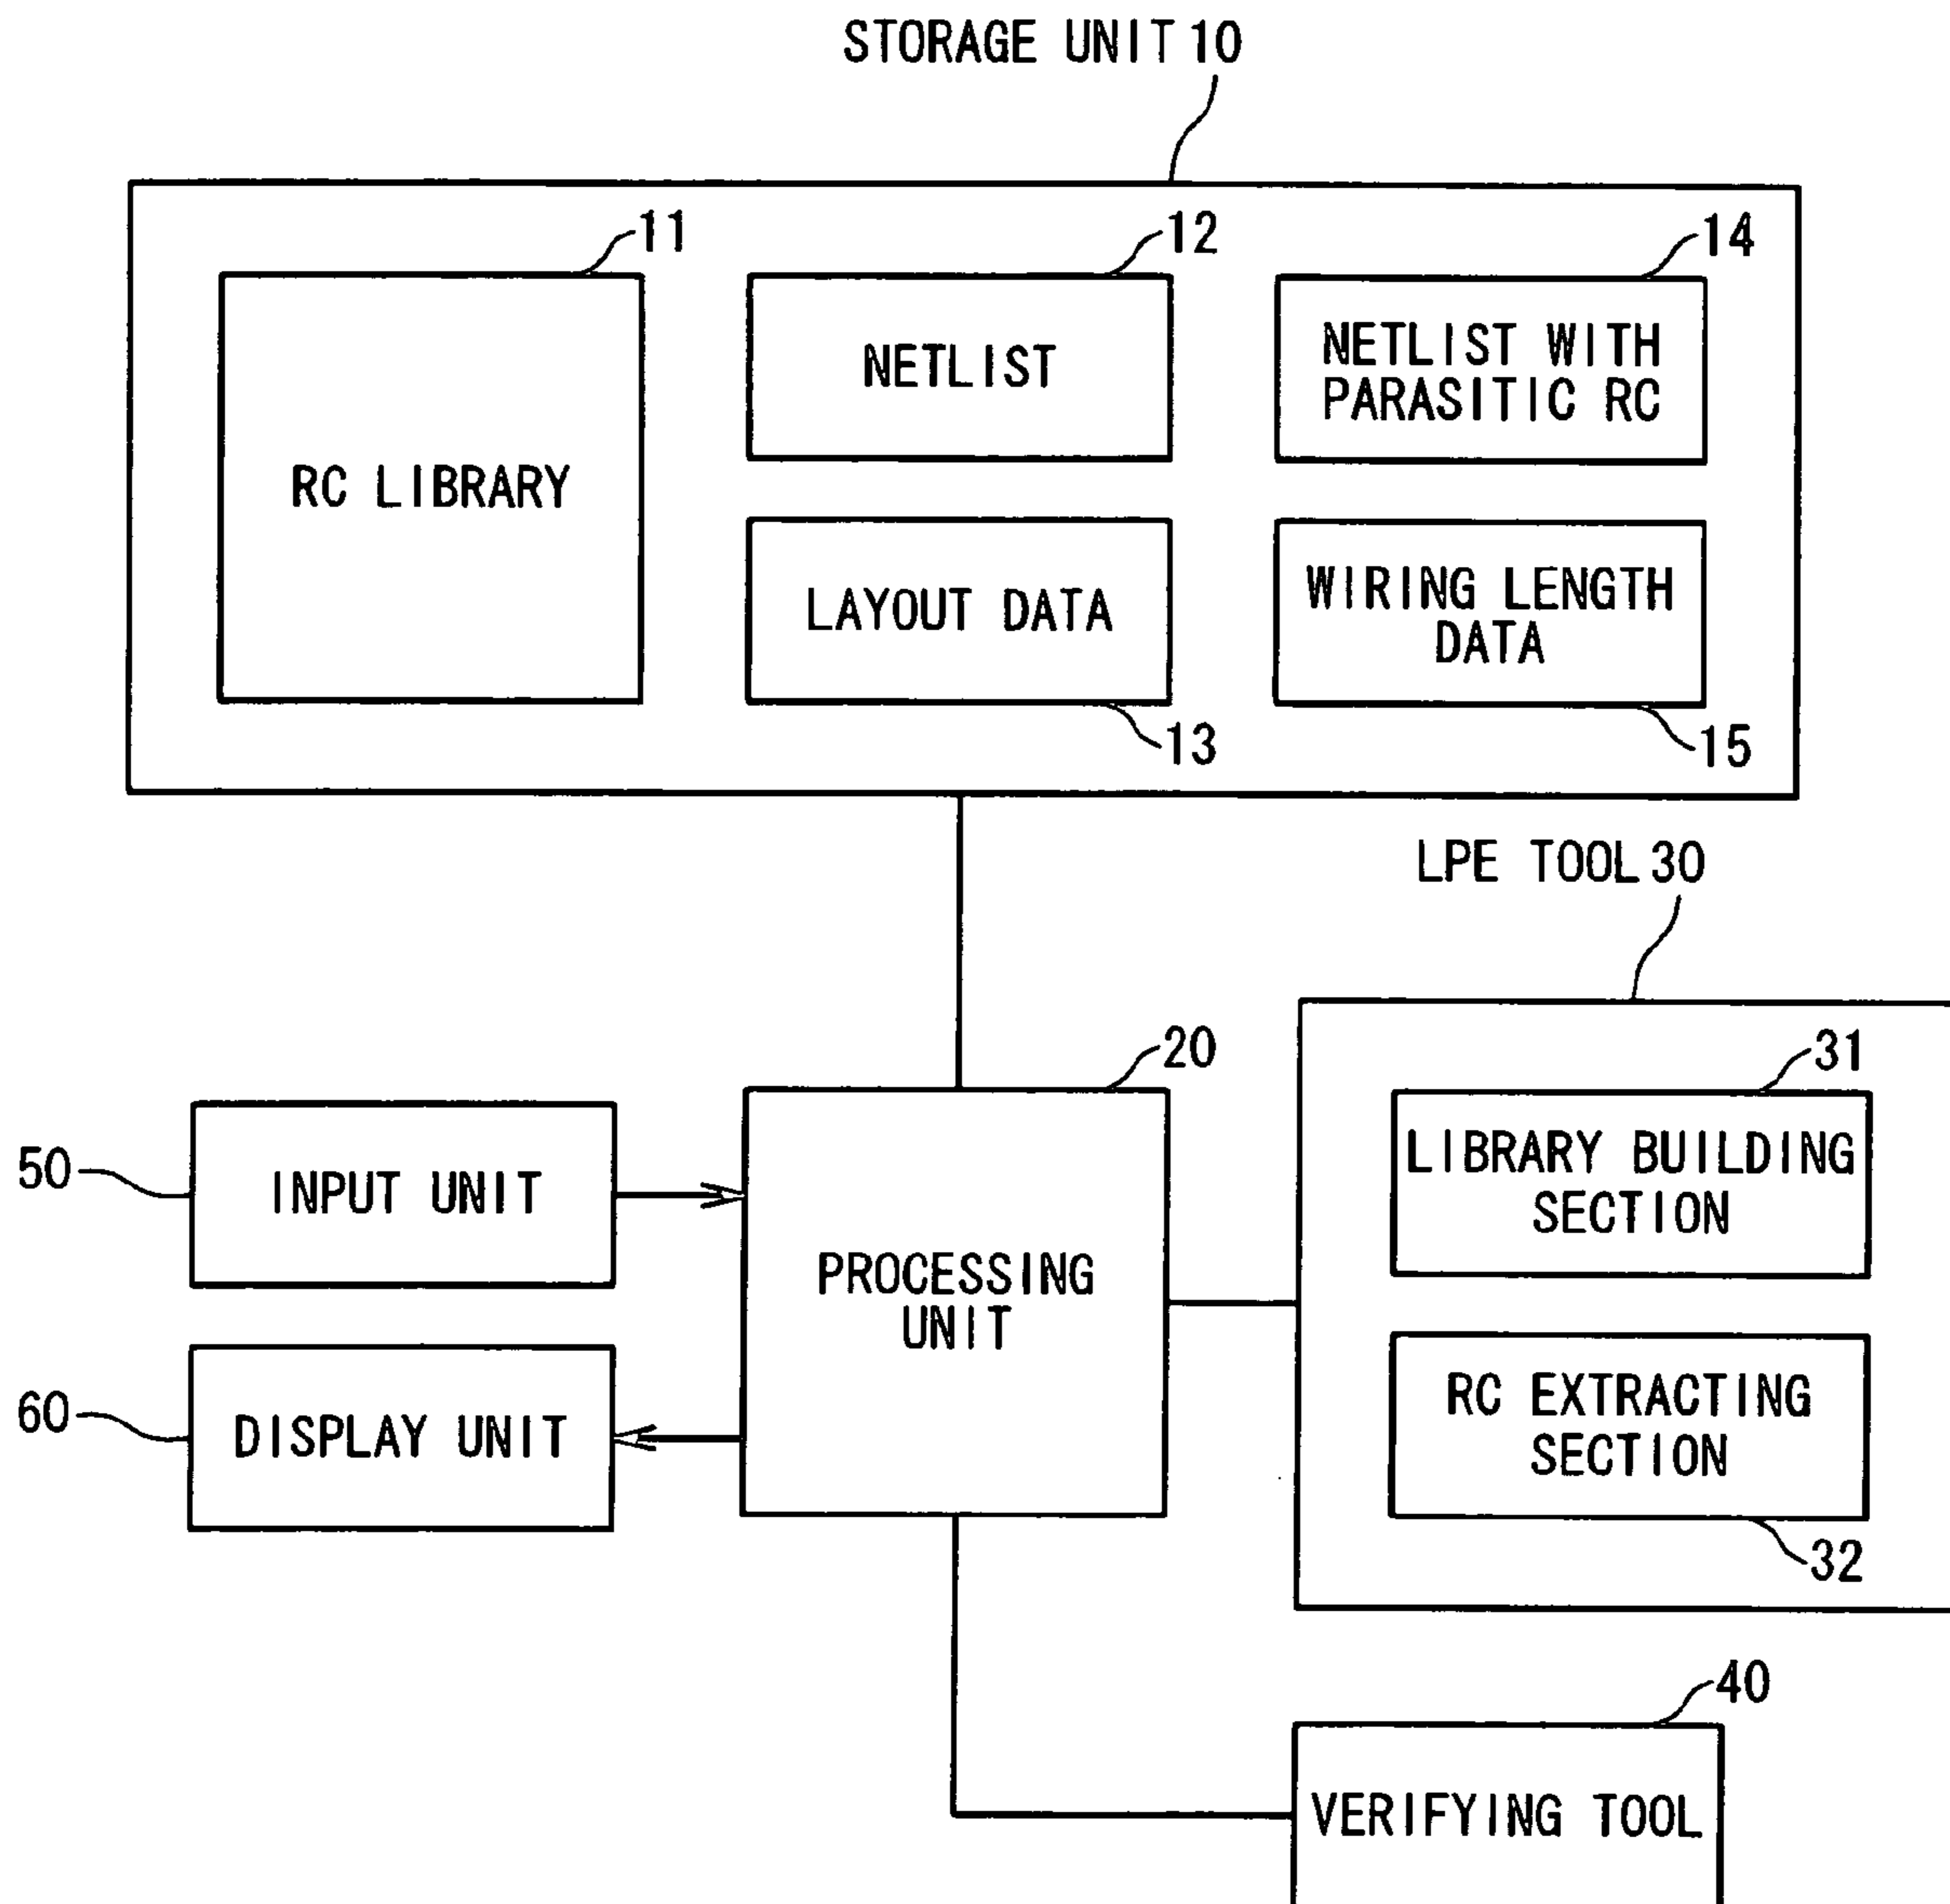 STORAGE UNIT 10
11
12
14
RC LIBRARY
NETLIST
NETLIST WITH
PARASITIC RC
LAYOUT DATA
WIRING LENGTH
DATA
13
15
LPE TOOL 30
20
31
50
INPUT UNIT
PROCESSING
UNIT
LIBRARY BUILDING
SECTION
60
DISPLAY UNIT
RC EXTRACTING
SECTION
32
40
VERIFYING TOOL